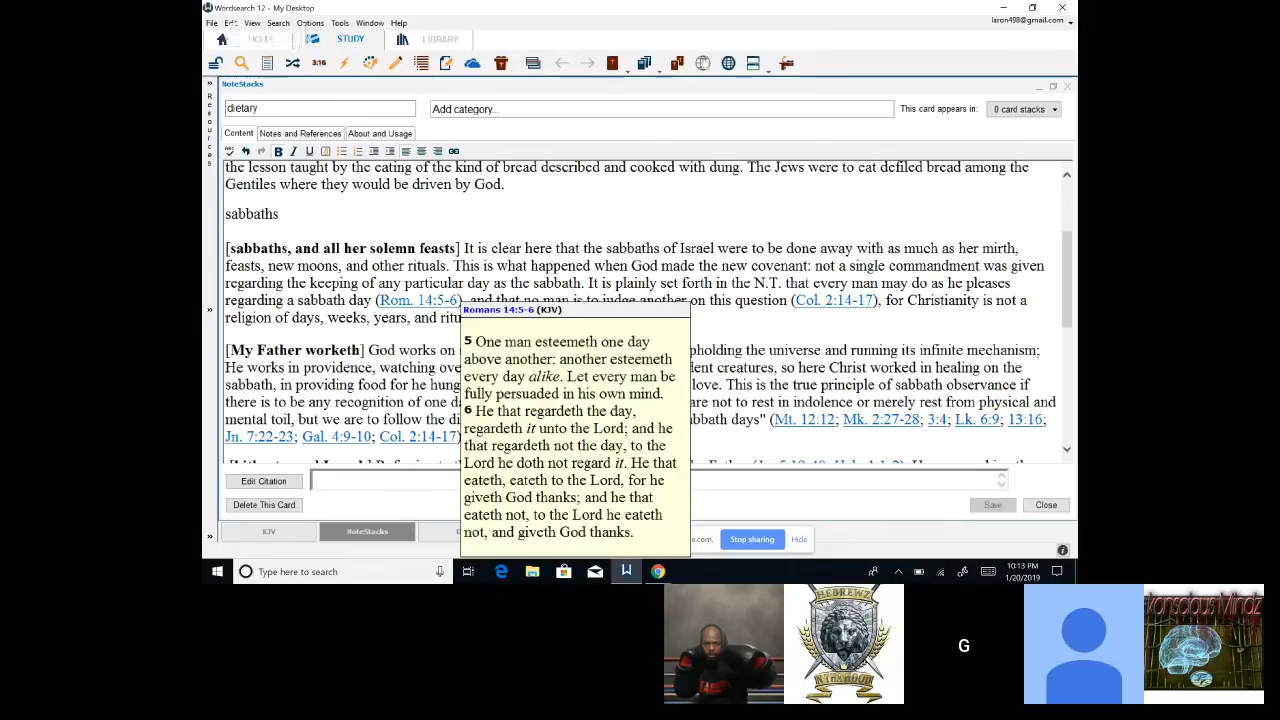 Wordsearch 12 - My Desktop
laron498@gmail.com
File Edit View Search Options Tools Window Help
HOME STUDY LIBRARY
3:16
NoteStacks
Resources
dietary Add category... This card appears in: 0 card stacks
Content Notes and References About and Usage
the lesson taught by the eating of the kind of bread described and cooked with dung. The Jews were to eat defiled bread among the
Gentiles where they would be driven by God.
sabbaths
[sabbaths, and all her solemn feasts] It is clear here that the sabbaths of Israel were to be done away with as much as her mirth,
feasts, new moons, and other rituals. This is what happened when God made the new covenant: not a single commandment was given
regarding the keeping of any particular day as the sabbath. It is plainly set forth in the N.T. that every man may do as he pleases
regarding a sabbath day (Rom. 14:5-6), and that no man is to judge another on this question (Col. 2:14-17), for Christianity is not a
religion of days, weeks, years, and ritu
[My Father worketh] God works on pholding the universe and running its infinite mechanism;
He works in providence, watching ove dent creatures, so here Christ worked in healing on the
sabbath, in providing food for he hung love. This is the true principle of sabbath observance if
there is to be any recognition of one d are not to rest in indolence or merely rest from physical and
mental toil, but we are to follow the di bbath days" (Mt. 12:12; Mk. 2:27-28; 3:4; Lk. 6:9; 13:16;
Jn. 7:22-23; Gal. 4:9-10; Col. 2:14-17)
Romans 14:5-6 (KJV)
5 One man esteemeth one day
above another: another esteemeth
every day alike. Let every man be
fully persuaded in his own mind.
6 He that regardeth the day,
regardeth it unto the Lord; and he
that regardeth not the day, to the
Lord he doth not regard it. He that
eateth, eateth to the Lord, for he
giveth God thanks; and he that
eateth not, to the Lord he eateth
not, and giveth God thanks.
Edit Citation
Delete This Card Save Close
KJV NoteStacks
.com. Stop sharing Hide
Type here to search
10:13 PM
1/20/2019
HEBREWZ
G